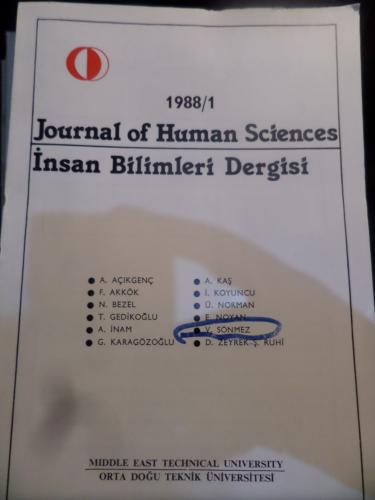 1988/1
Journal of Human Sciences
İnsan Bilimleri Dergisi
● A. AÇIKGENÇ
● F. AKKÖK
● N. BEZEL
● T. GEDİKOĞLU
● A. İNAM
● G. KARAGÖZOĞLU
● A. KAŞ
● İ. KOYUNCU
● Ü. NORMAN
● E. NOYAN
● V. SÖNMEZ
● D. ZEYREK-Ş. RUHİ
MIDDLE EAST TECHNICAL UNIVERSITY
ORTA DOĞU TEKNİK ÜNİVERSİTESİ